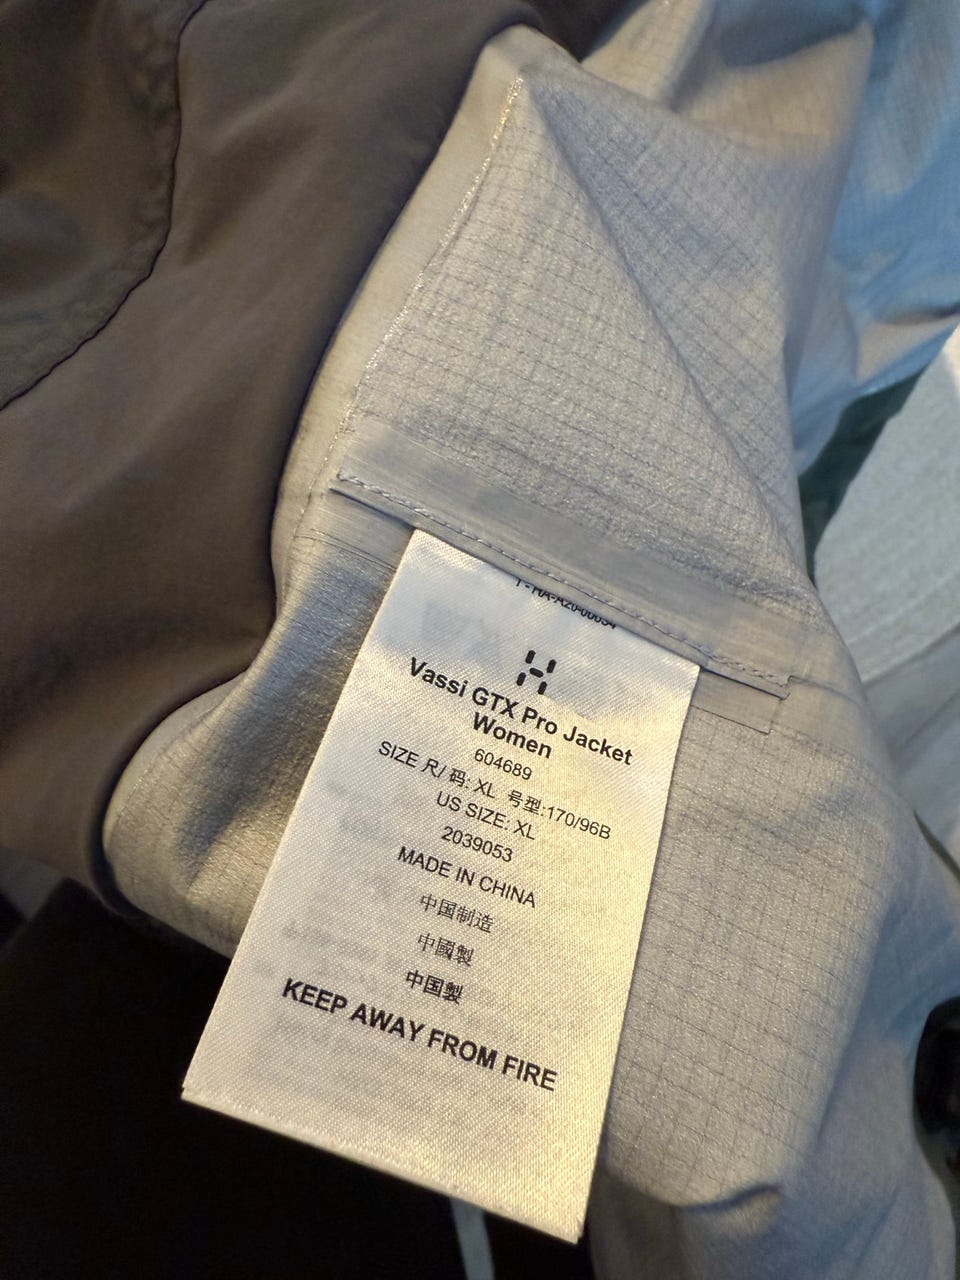 Vassi GTX Pro Jacket
Women
604689
SIZE 尺/码: XL 号型:170/96B
US SIZE: XL
2039053
MADE IN CHINA
中国制造
中國製
中国製
KEEP AWAY FROM FIRE